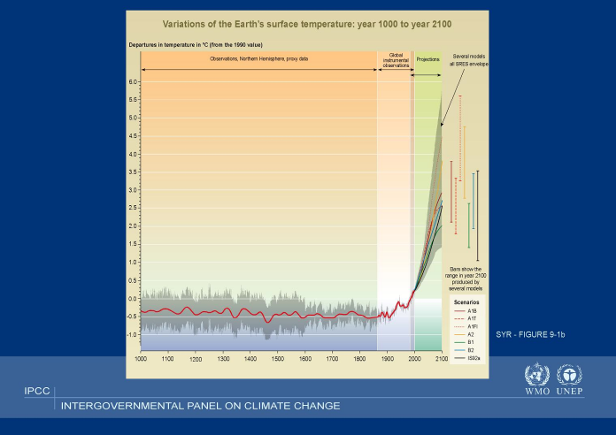 Variations of the Earth's surface temperature: year 1000 to year 2100
Departures in temperature in °C (from the 1990 value)
Observations, Northern Hemisphere, proxy data
Global
instrumental
observations
Projections
Several models
all SRES envelope
6.0
5.5
5.0
4.5
4.0
3.5
3.0
2.5
2.0
1.5
1.0
0.5
0.0
-0.5
-1.0
1000
1100
1200
1300
1400
1500
1600
1700
1800
1900
2000
2100
Bars show the
range in year 2100
produced by
several models
Scenarios
A1B
A1T
A1FI
A2
B1
B2
IS92a
SYR - FIGURE 9-1b
IPCC
INTERGOVERNMENTAL PANEL ON CLIMATE CHANGE
WMO
UNEP